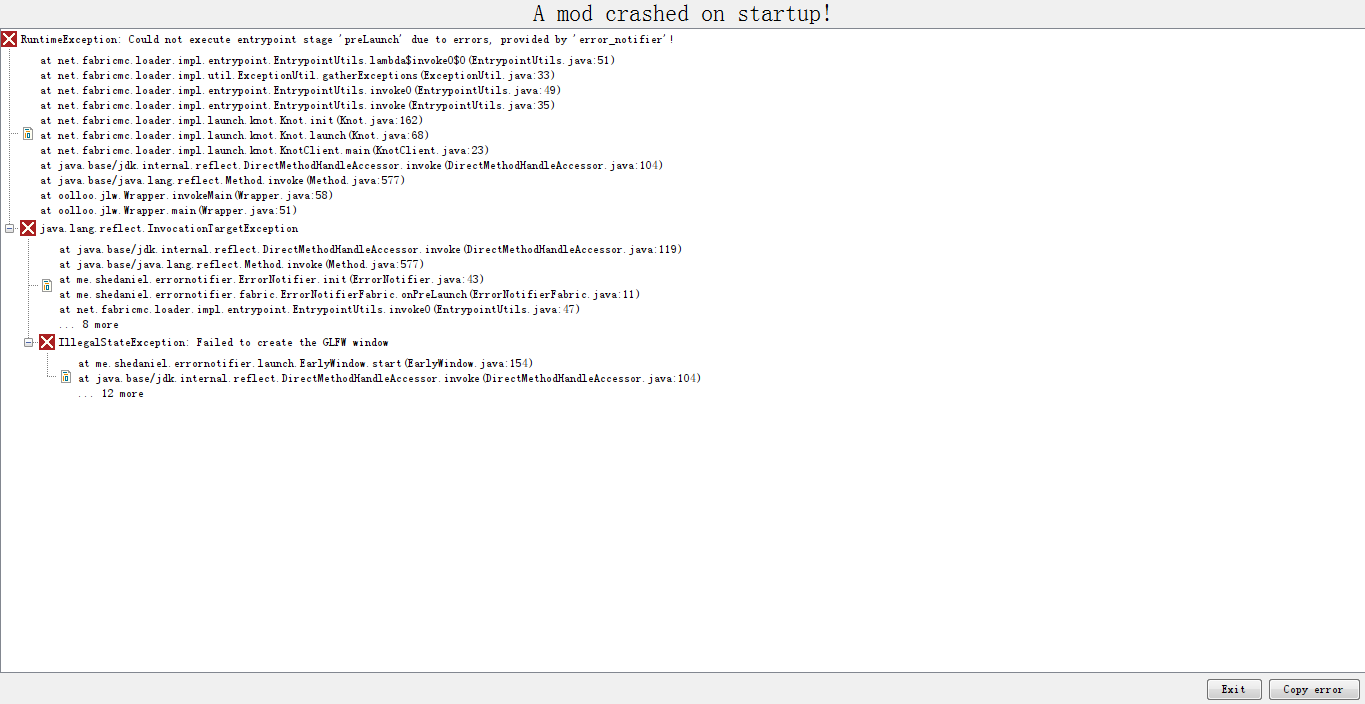 A mod crashed on startup!
RuntimeException: Could not execute entrypoint stage 'preLaunch' due to errors, provided by 'error_notifier'!
at net.fabricmc.loader.impl.entrypoint.EntrypointUtils.lambda$invoke0$0(EntrypointUtils.java:51)
at net.fabricmc.loader.impl.util.ExceptionUtil.gatherExceptions(ExceptionUtil.java:33)
at net.fabricmc.loader.impl.entrypoint.EntrypointUtils.invoke0(EntrypointUtils.java:49)
at net.fabricmc.loader.impl.entrypoint.EntrypointUtils.invoke(EntrypointUtils.java:35)
at net.fabricmc.loader.impl.launch.knot.Knot.init(Knot.java:162)
at net.fabricmc.loader.impl.launch.knot.Knot.launch(Knot.java:68)
at net.fabricmc.loader.impl.launch.knot.KnotClient.main(KnotClient.java:23)
at java.base/jdk.internal.reflect.DirectMethodHandleAccessor.invoke(DirectMethodHandleAccessor.java:104)
at java.base/java.lang.reflect.Method.invoke(Method.java:577)
at oolloo.jlw.Wrapper.invokeMain(Wrapper.java:58)
at oolloo.jlw.Wrapper.main(Wrapper.java:51)
java.lang.reflect.InvocationTargetException
at java.base/jdk.internal.reflect.DirectMethodHandleAccessor.invoke(DirectMethodHandleAccessor.java:119)
at java.base/java.lang.reflect.Method.invoke(Method.java:577)
at me.shedaniel.errornotifier.ErrorNotifier.init(ErrorNotifier.java:43)
at me.shedaniel.errornotifier.fabric.ErrorNotifierFabric.onPreLaunch(ErrorNotifierFabric.java:11)
at net.fabricmc.loader.impl.entrypoint.EntrypointUtils.invoke0(EntrypointUtils.java:47)
... 8 more
IllegalStateException: Failed to create the GLFW window
at me.shedaniel.errornotifier.launch.EarlyWindow.start(EarlyWindow.java:154)
at java.base/jdk.internal.reflect.DirectMethodHandleAccessor.invoke(DirectMethodHandleAccessor.java:104)
... 12 more
Exit
Copy error